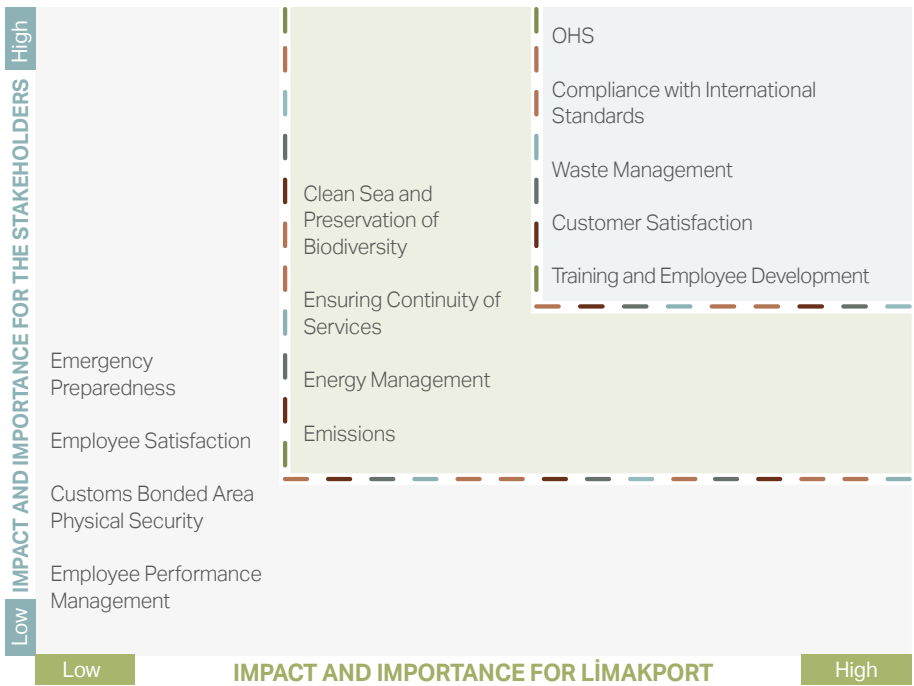 High
IMPACT AND IMPORTANCE FOR THE STAKEHOLDERS
Low
OHS
Compliance with International
Standards
Waste Management
Customer Satisfaction
Training and Employee Development
Clean Sea and
Preservation of
Biodiversity
Ensuring Continuity of
Services
Energy Management
Emissions
Emergency
Preparedness
Employee Satisfaction
Customs Bonded Area
Physical Security
Employee Performance
Management
Low
IMPACT AND IMPORTANCE FOR LİMAKPORT
High